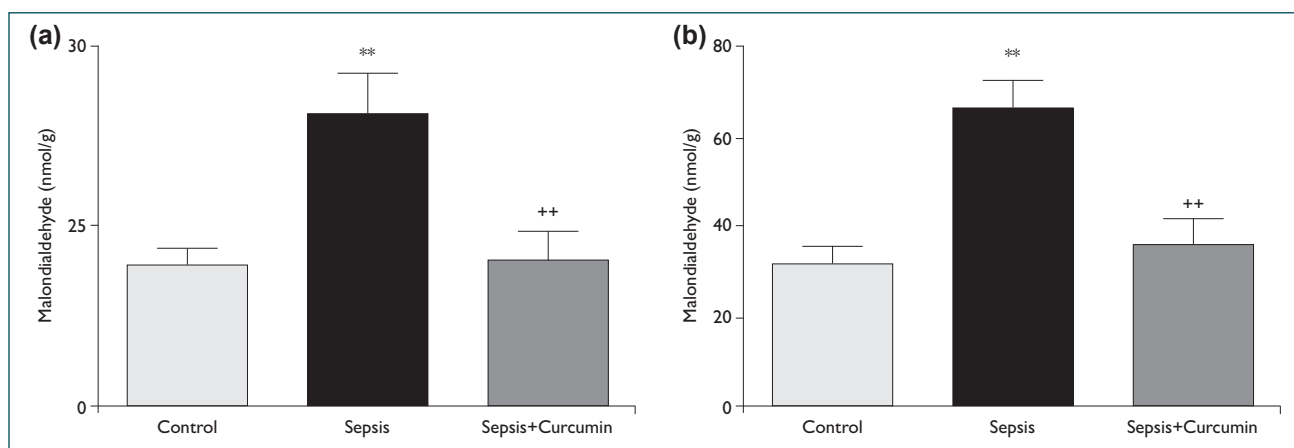 (a)
30
25
0
Malondialdehyde (nmol/g)
**
++
Control Sepsis Sepsis+Curcumin
(b)
80
60
40
20
0
Malondialdehyde (nmol/g)
**
++
Control Sepsis Sepsis+Curcumin